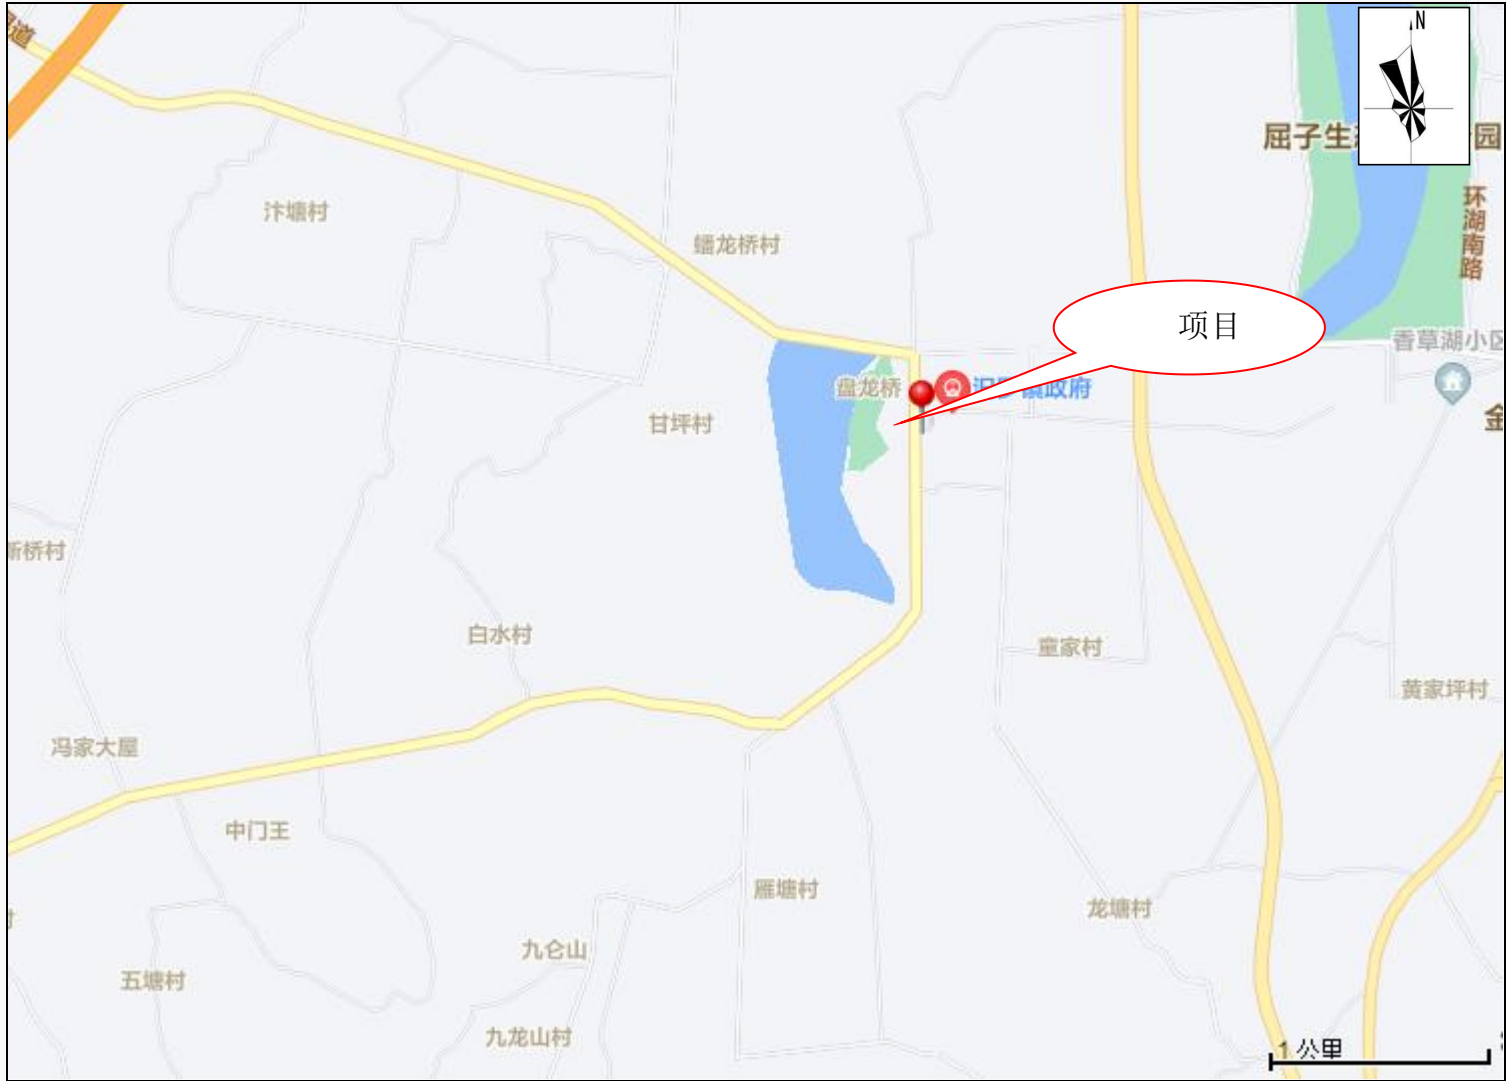 道
N
屈子生
园
环湖南路
汴塘村
蟠龙桥村
项目
香草湖小区
盘龙桥
镇政府
金
甘坪村
新桥村
白水村
童家村
黄家坪村
冯家大屋
中门王
雁塘村
龙塘村
村
九仑山
五塘村
九龙山村
1 公里